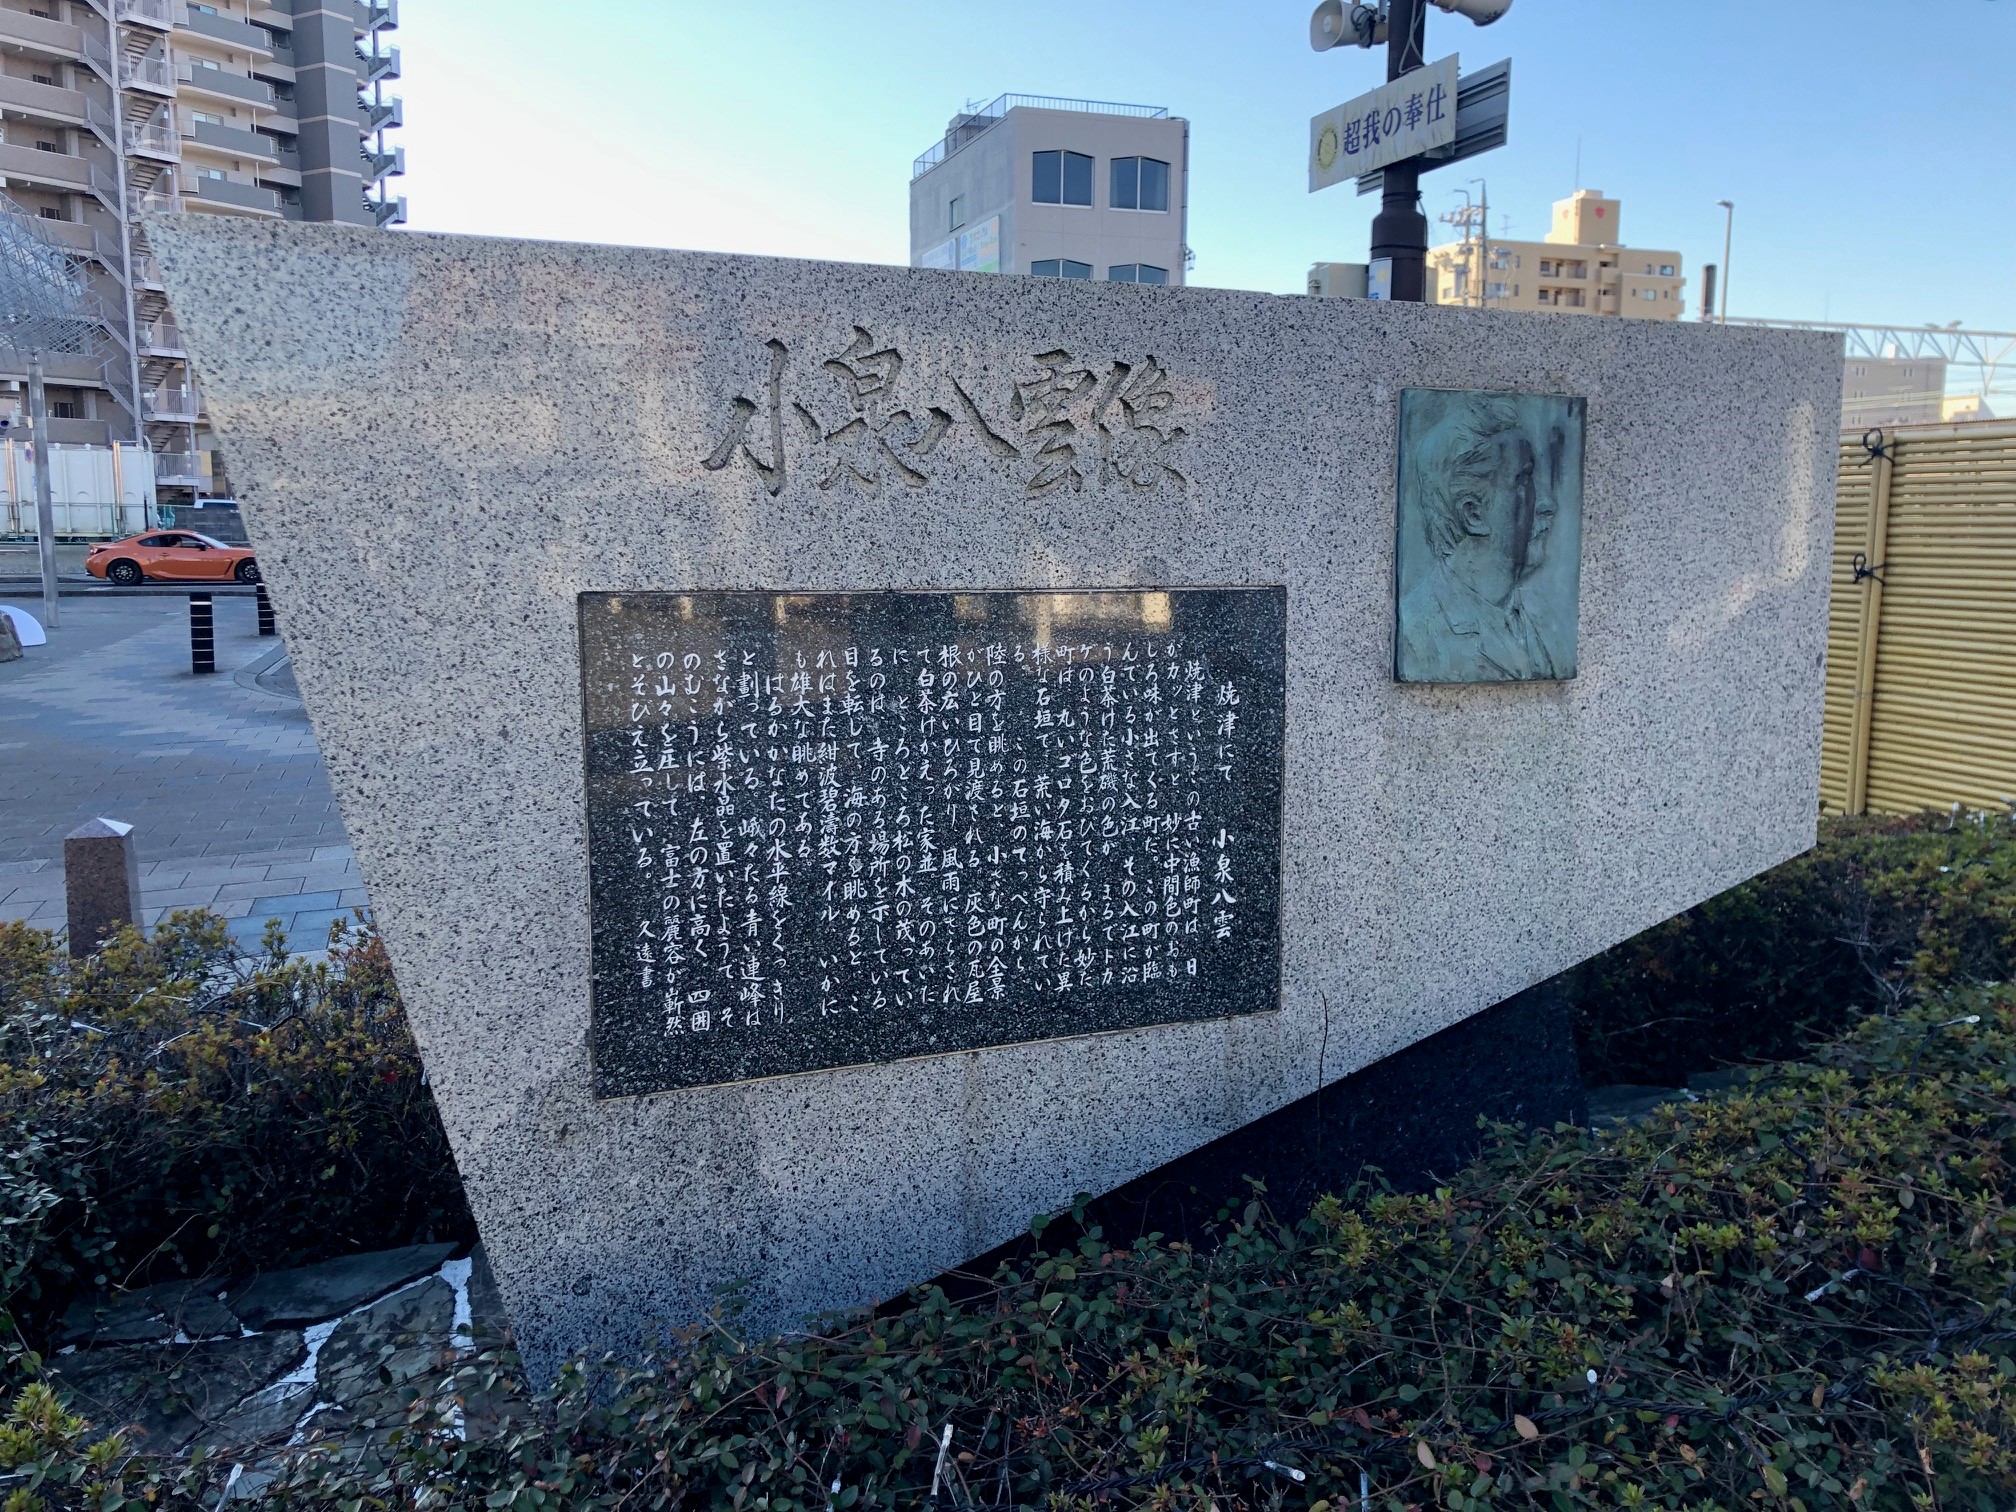 超我の奉仕
小泉八雲像
焼津にて 小泉八雲
焼津というこの古い漁師町は、日
がカッとさすと、妙に中間色のおも
しろ味が出てくる町だ。この町が臨
んでいる小さな入江、その入江に沿
う白茶けた荒磯の色が、まるでトカ
ゲのような色をおびてくるから妙だ
町は、丸いゴロタ石を積み上げた異
様な石垣で、荒い海から守られてい
る。この石垣のてっぺんから、
陸の方を眺めると、小さな町の全景
がひと目で見渡される。灰色の瓦屋
根の広いひろがり、風雨にさらされ
て白茶けかえった家並、そのあいた
に、ところどころ松の木の茂ってい
るのは、寺のある場所を示している
目を転じて、海の方を眺めると、こ
れはまた紺波碧濤数マイル、いかに
も雄大な眺めである。
はるかかなたの水平線をくっきり
と劃っている、峨々たる青い連峰は
さながら紫水晶を置いたようで、そ
のむこうには、左の方に高く、四囲
の山々を圧して、富士の麗容が嶄然
とそびえ立っている。 久遠書